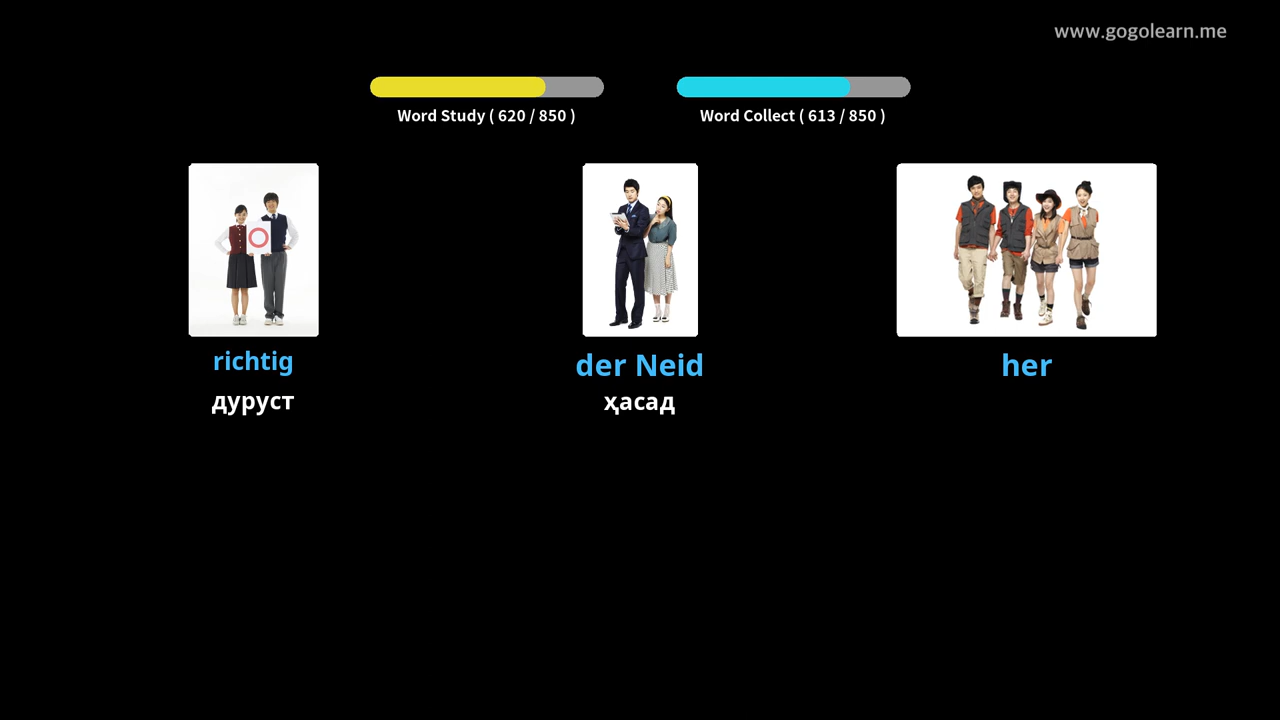 www.gogolearn.me
Word Study ( 620 / 850 )
Word Collect ( 613 / 850 )
richtig
дуруст
der Neid
ҳасад
her